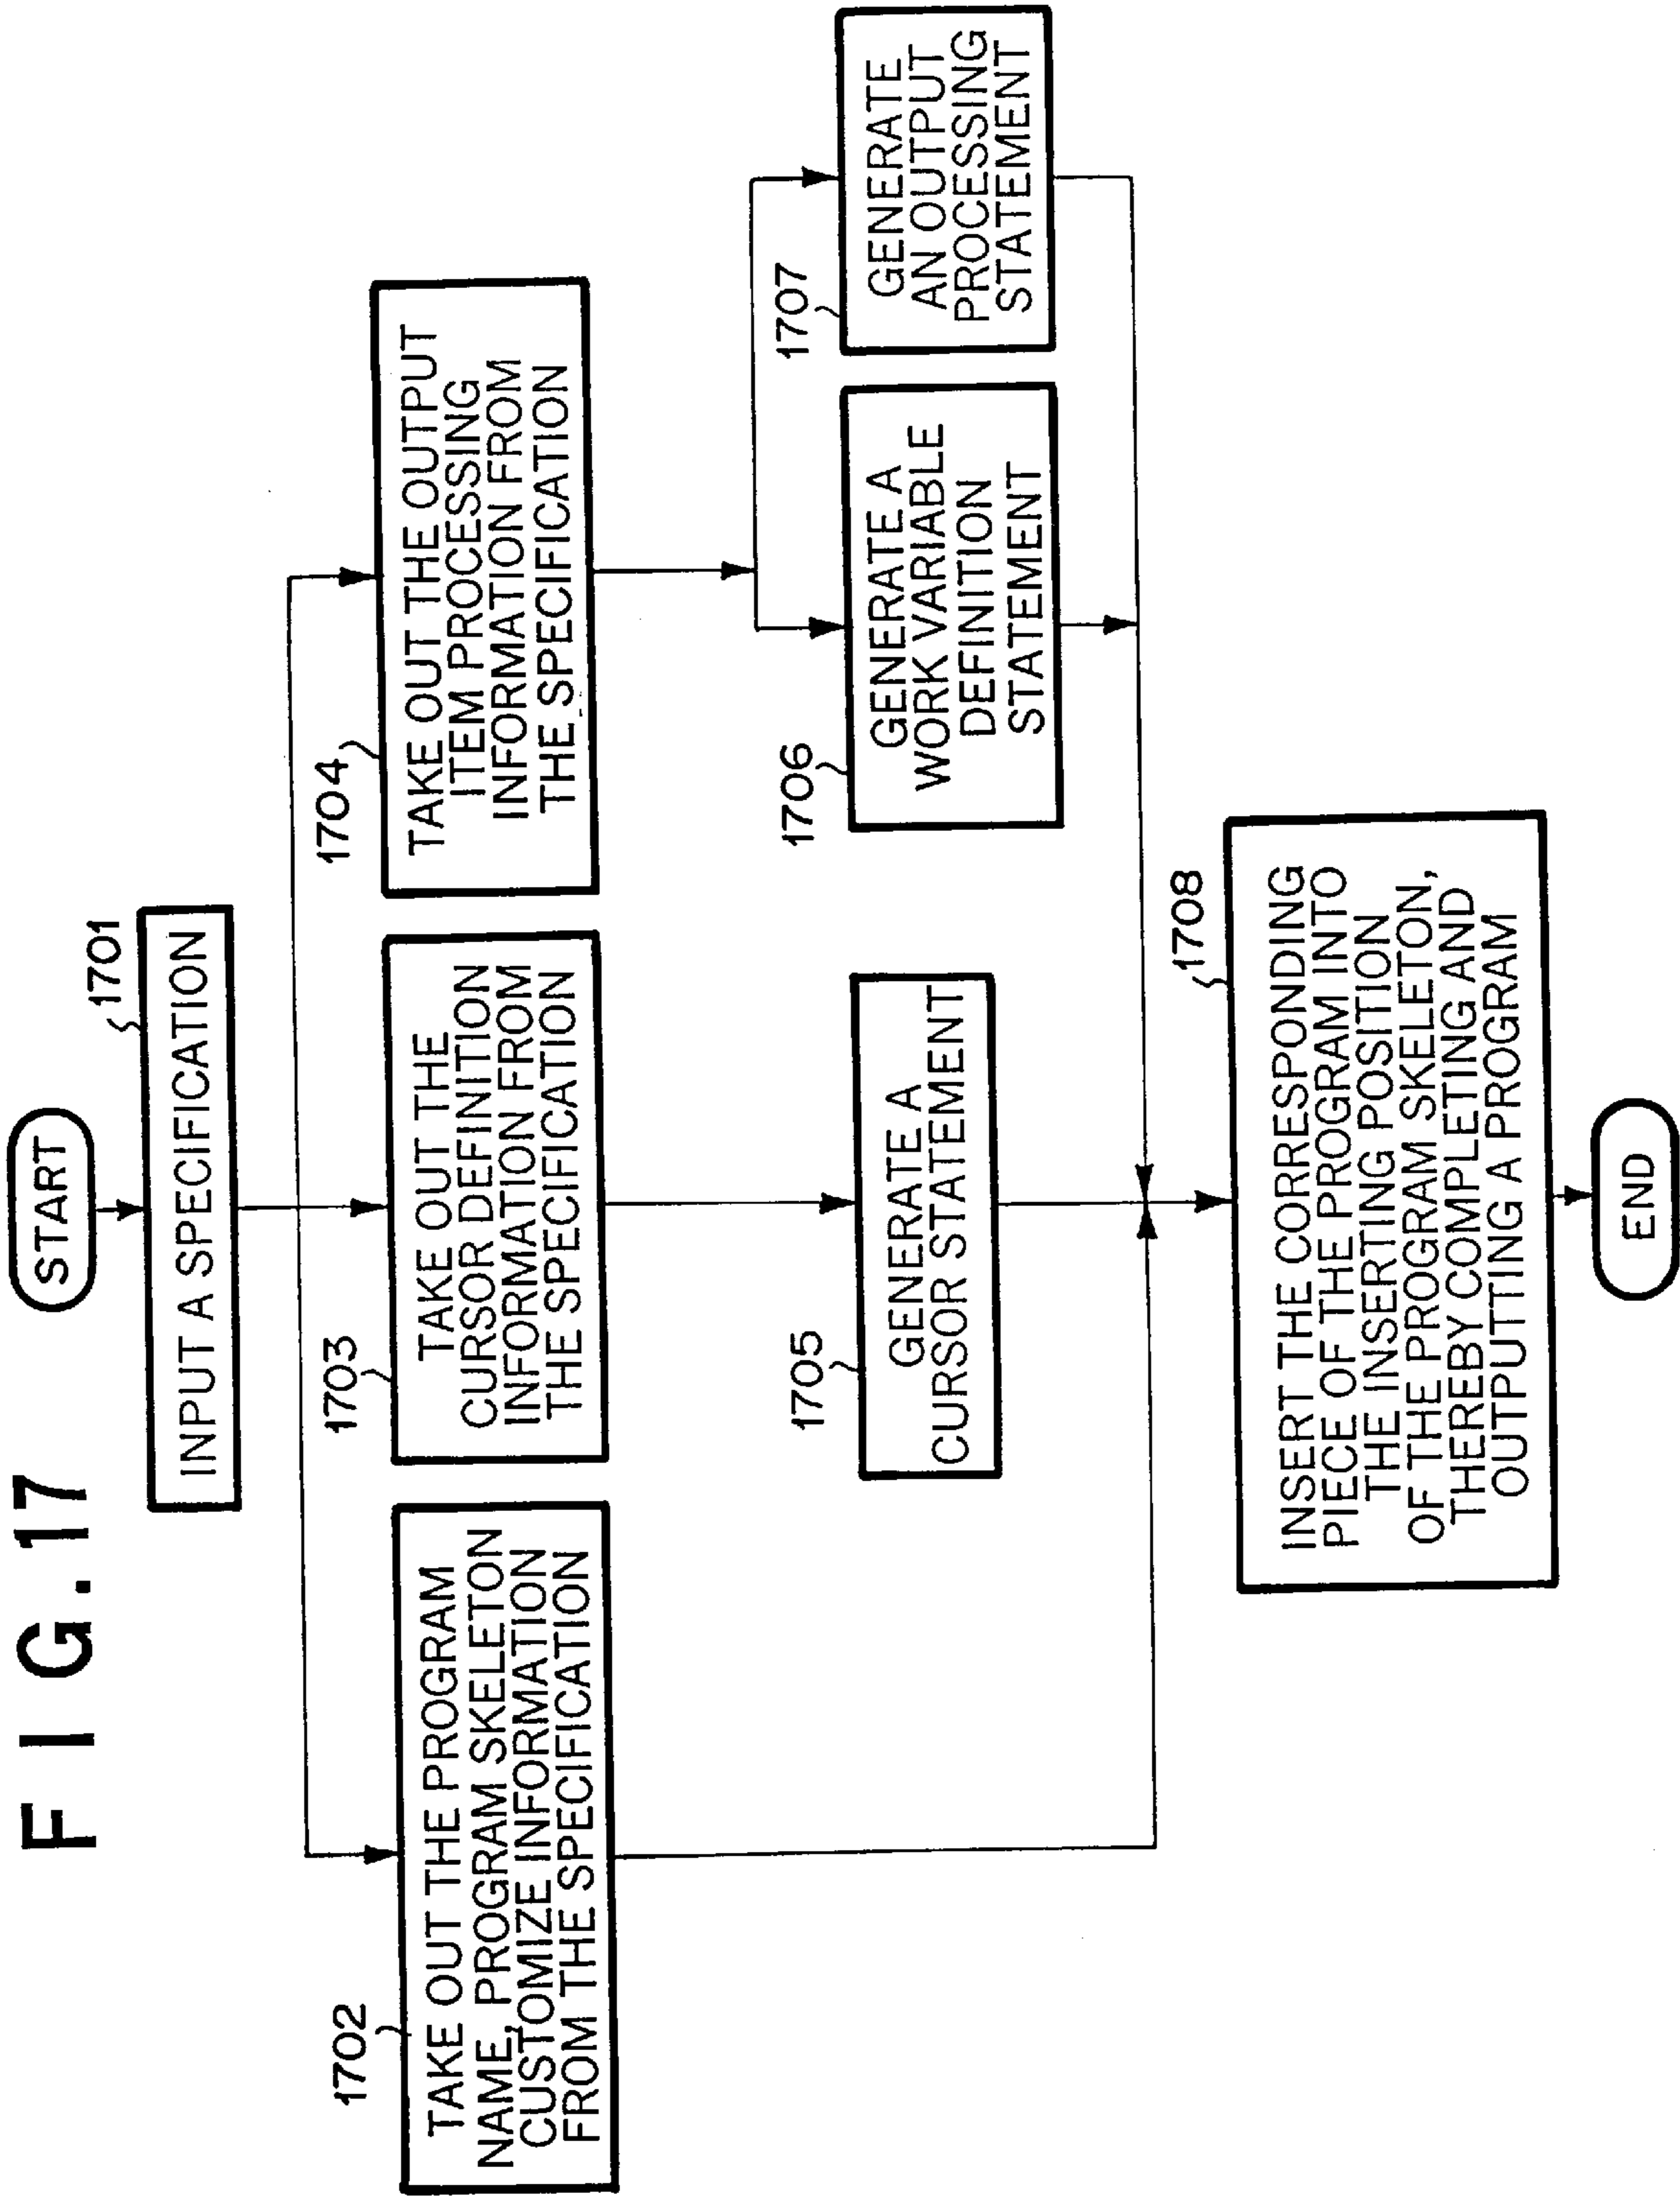 FIG.17
START
1701
INPUT A SPECIFICATION
1702
TAKE OUT THE PROGRAM
NAME, PROGRAM SKELETON
CUSTOMIZE INFORMATION
FROM THE SPECIFICATION
1703
TAKE OUT THE
CURSOR DEFINITION
INFORMATION FROM
THE SPECIFICATION
1704
TAKE OUT THE OUTPUT
ITEM PROCESSING
INFORMATION FROM
THE SPECIFICATION
1705
GENERATE A
CURSOR STATEMENT
1706
GENERATE A
WORK VARIABLE
DEFINITION
STATEMENT
1707
GENERATE
AN OUTPUT
PROCESSING
STATEMENT
1708
INSERT THE CORRESPONDING
PIECE OF THE PROGRAM INTO
THE INSERTING POSITION
OF THE PROGRAM SKELETON,
THEREBY COMPLETING AND
OUTPUTING A PROGRAM
END